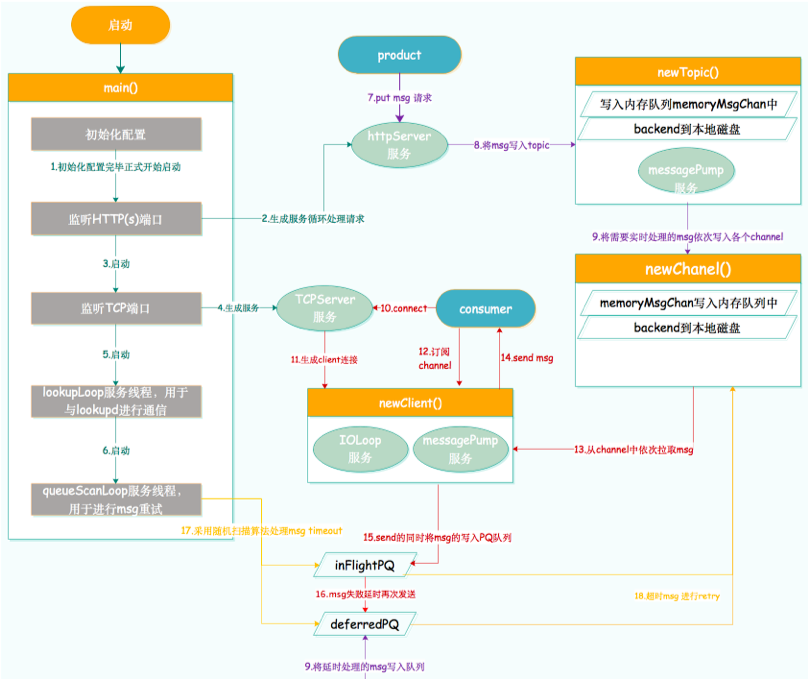 启动
main()
初始化配置
1.初始化配置完毕正式开始启动
监听HTTP(s)端口
2.生成服务循环处理请求
3.启动
监听TCP端口
4.生成服务
5.启动
lookupLoop服务线程，用于
与lookupd进行通信
6.启动
queueScanLoop服务线程，
用于进行msg重试
product
7.put msg 请求
httpServer
服务
8.将msg写入topic
newTopic()
写入内存队列memoryMsgChan中
backend到本地磁盘
messagePump
服务
9.将需要实时处理的msg依次写入各个channel
newChanel()
memoryMsgChan写入内存队列中
backend到本地磁盘
TCPServer
服务
10.connect
consumer
11.生成client连接
12.订阅
channel
14.send msg
newClient()
IOLoop
服务
messagePump
服务
13.从channel中依次拉取msg
17.采用随机扫描算法处理msg timeout
15.send的同时将msg的写入PQ队列
inFlightPQ
16.msg失败延时再次发送
18.超时msg 进行retry
deferredPQ
9.将延时处理的msg写入队列